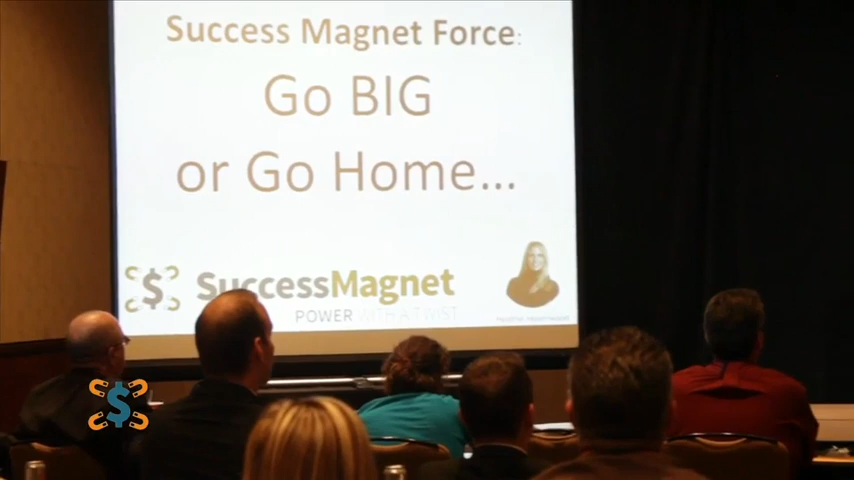 Success Magnet Force:
Go BIG
or Go Home...
$ SuccessMagnet
POWER WITH A TWIST
$